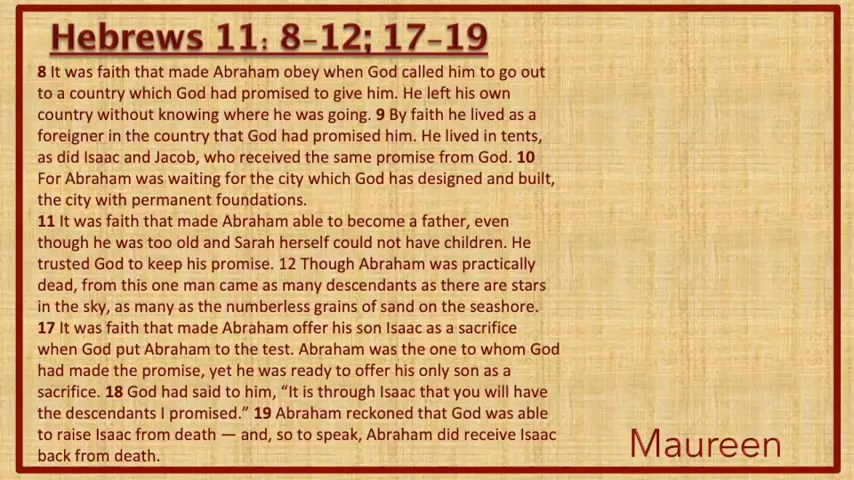 Hebrews 11: 8-12; 17-19
8 It was faith that made Abraham obey when God called him to go out
to a country which God had promised to give him. He left his own
country without knowing where he was going. 9 By faith he lived as a
foreigner in the country that God had promised him. He lived in tents,
as did Isaac and Jacob, who received the same promise from God. 10
For Abraham was waiting for the city which God has designed and built,
the city with permanent foundations.
11 It was faith that made Abraham able to become a father, even
though he was too old and Sarah herself could not have children. He
trusted God to keep his promise. 12 Though Abraham was practically
dead, from this one man came as many descendants as there are stars
in the sky, as many as the numberless grains of sand on the seashore.
17 It was faith that made Abraham offer his son Isaac as a sacrifice
when God put Abraham to the test. Abraham was the one to whom God
had made the promise, yet he was ready to offer his only son as a
sacrifice. 18 God had said to him, “It is through Isaac that you will have
the descendants I promised.” 19 Abraham reckoned that God was able
to raise Isaac from death — and, so to speak, Abraham did receive Isaac
back from death.
Maureen